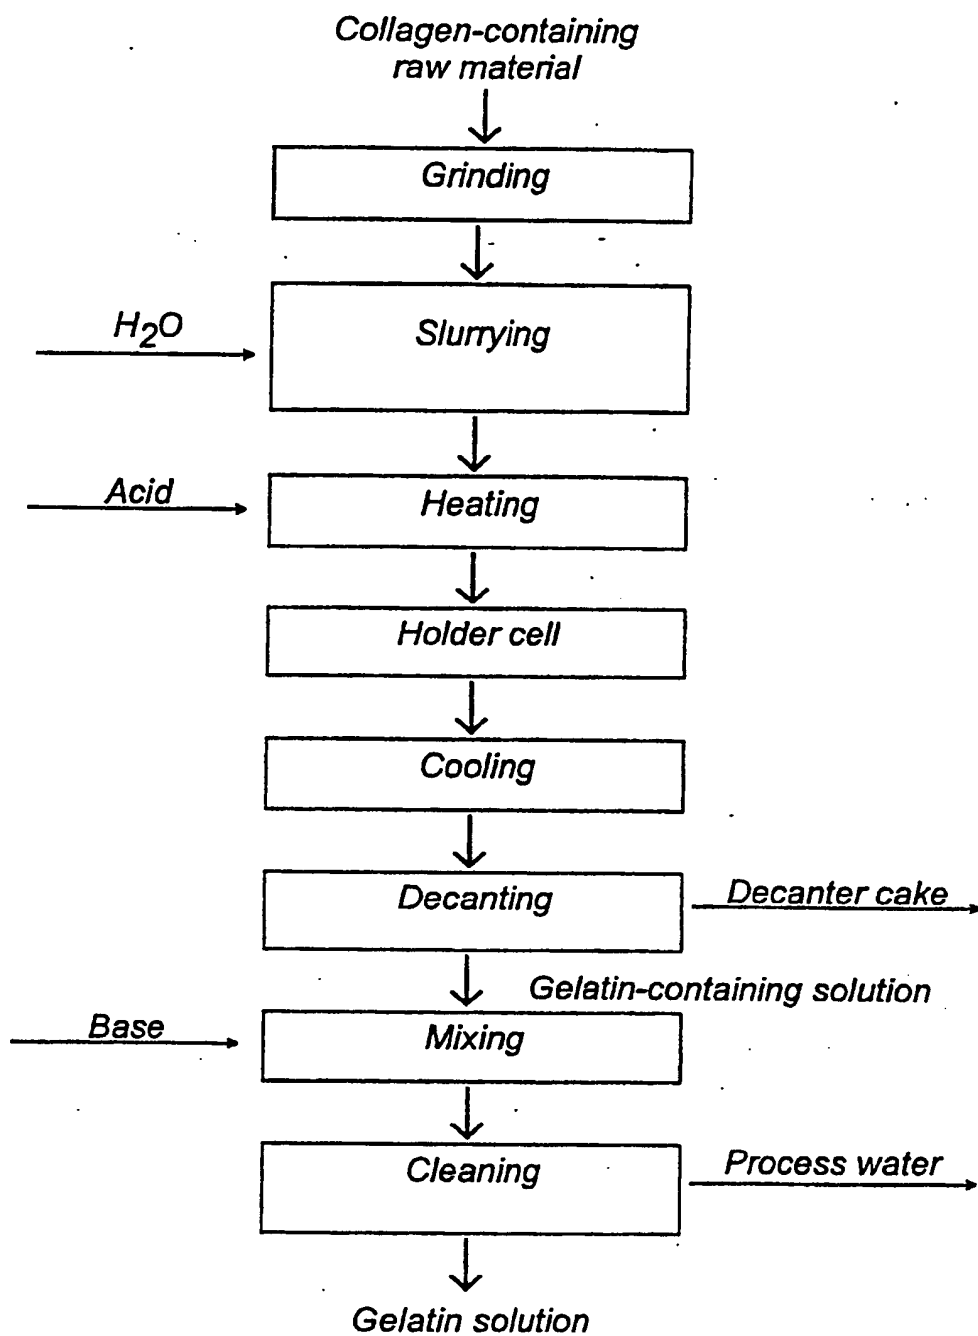 Collagen-containing
raw material
Grinding
H2O
Slurrying
Acid
Heating
Holder cell
Cooling
Decanting
Decanter cake
Gelatin-containing solution
Base
Mixing
Cleaning
Process water
Gelatin solution